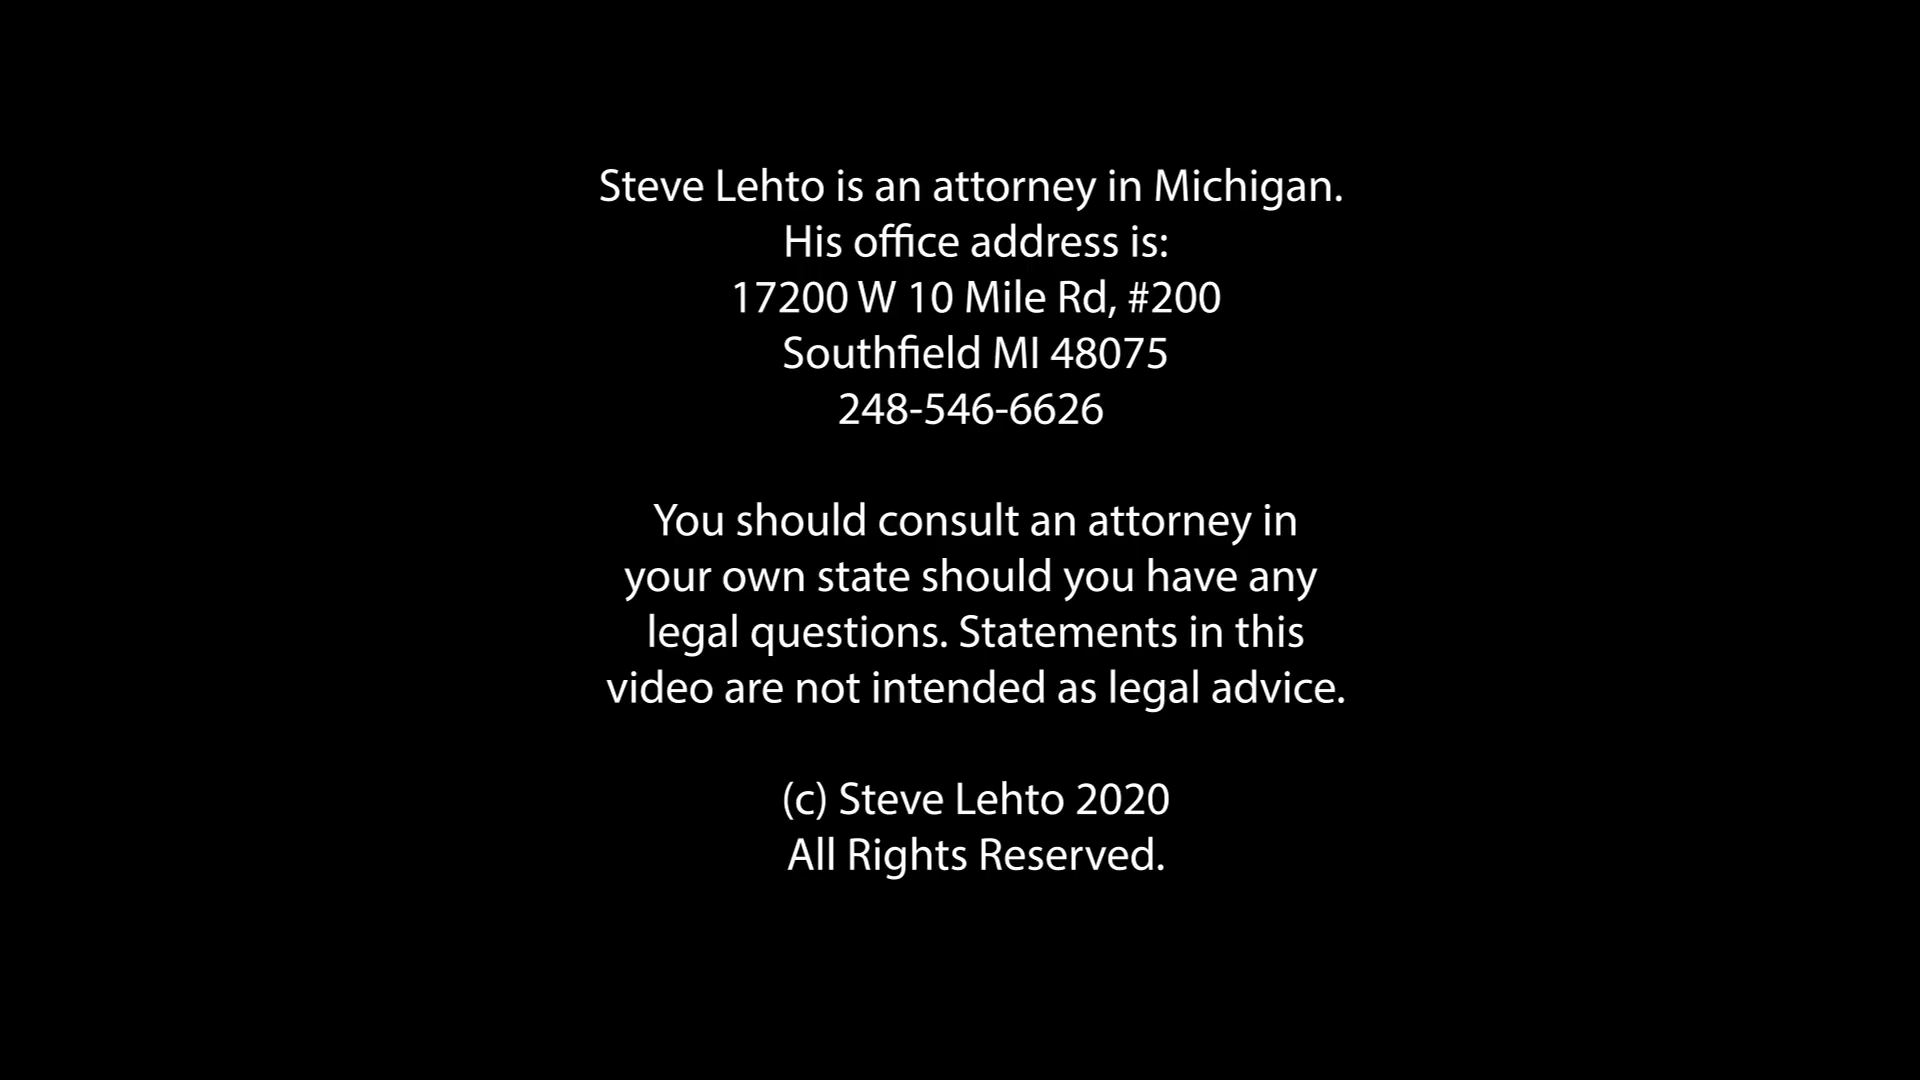 Steve Lehto is an attorney in Michigan.
His office address is:
17200 W 10 Mile Rd, #200
Southfield MI 48075
248-546-6626
You should consult an attorney in
your own state should you have any
legal questions. Statements in this
video are not intended as legal advice.
(c) Steve Lehto 2020
All Rights Reserved.